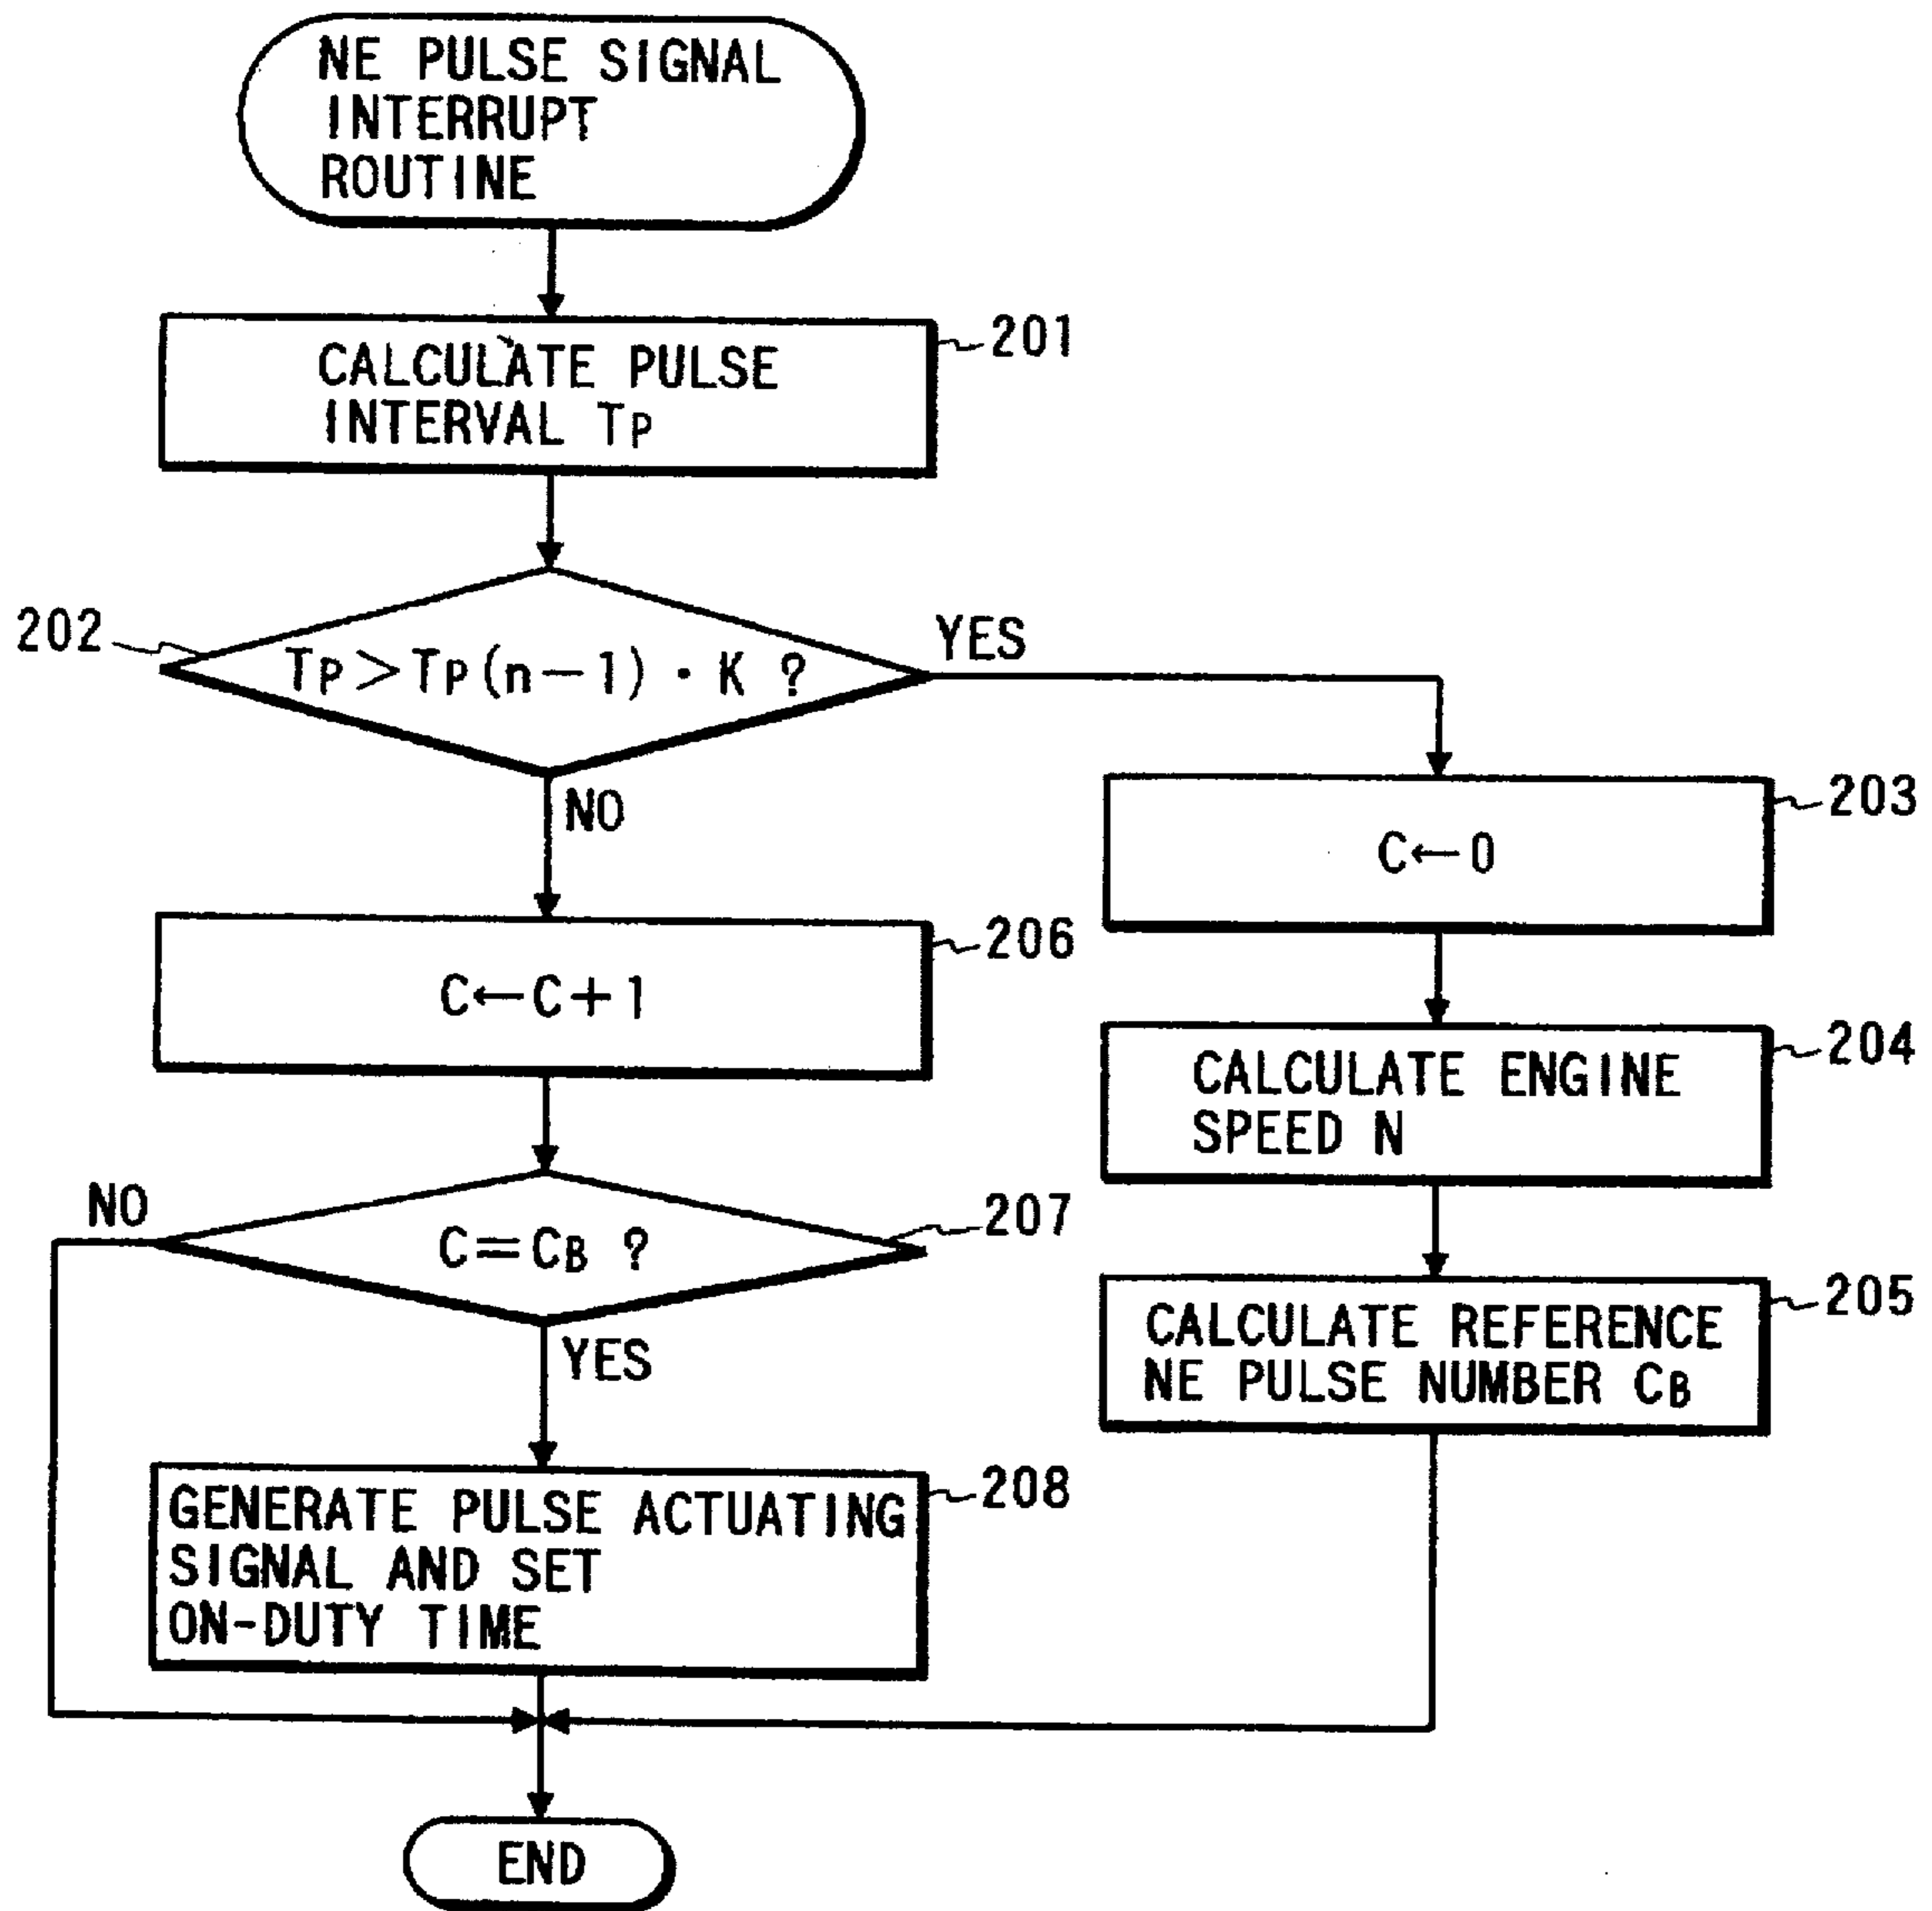 NE PULSE SIGNAL
INTERRUPT
ROUTINE
CALCULATE PULSE
INTERVAL TP
201
202
TP>TP(n-1)・K ?
YES
NO
C←0
203
C←C+1
206
CALCULATE ENGINE
SPEED N
204
C=CB ?
207
NO
YES
CALCULATE REFERENCE
NE PULSE NUMBER CB
205
GENERATE PULSE ACTUATING
SIGNAL AND SET
ON-DUTY TIME
208
END